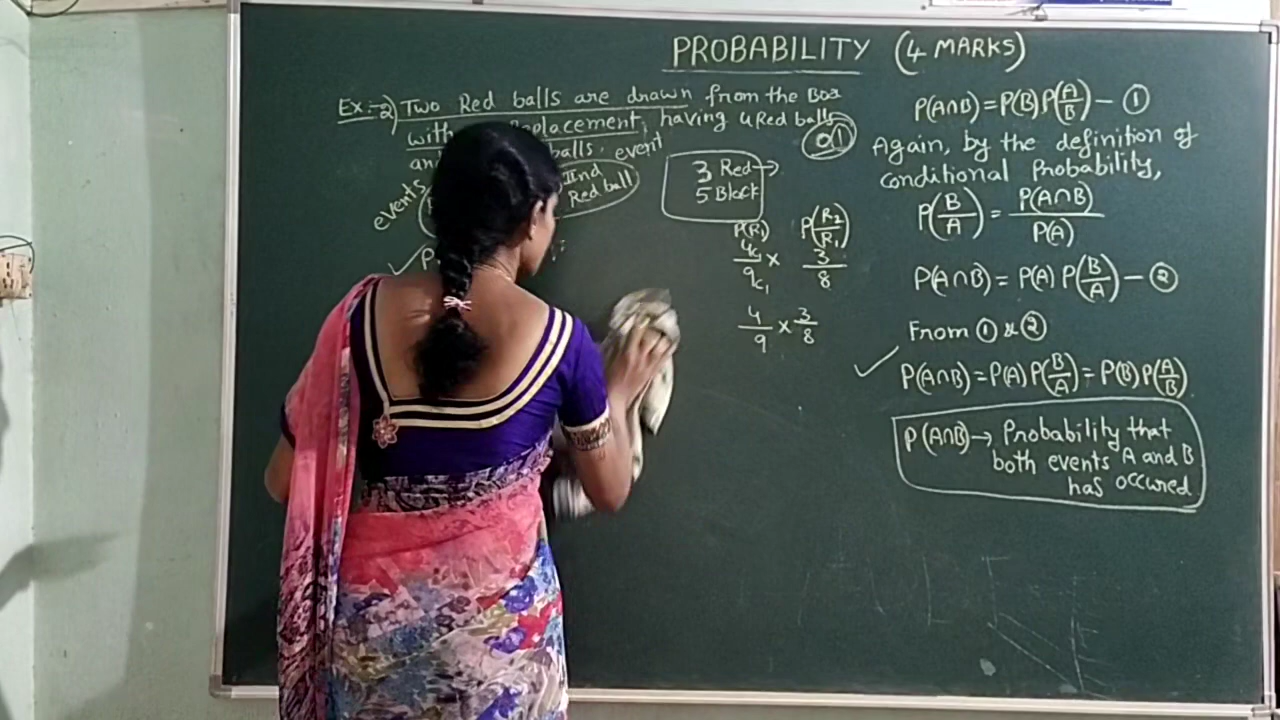 PROBABILITY (4 MARKS)
Ex:-2) Two Red balls are drawn from the Box
Replacement, having 4 Red balls
balls, event
events
IInd
Red ball
01
3 Red →
5 Black
P(R1) P(R2/R1)
4c1/9c1 × 3/8
4/9 × 3/8
P(A∩B) = P(B) P(A/B) — ①
Again, by the definition of
conditional Probability,
P(B/A) = P(A∩B)/P(A)
P(A∩B) = P(A) P(B/A) — ②
From ① & ②
✓ P(A∩B) = P(A) P(B/A) = P(B) P(A/B)
P(A∩B) → Probability that
both events A and B
has occured